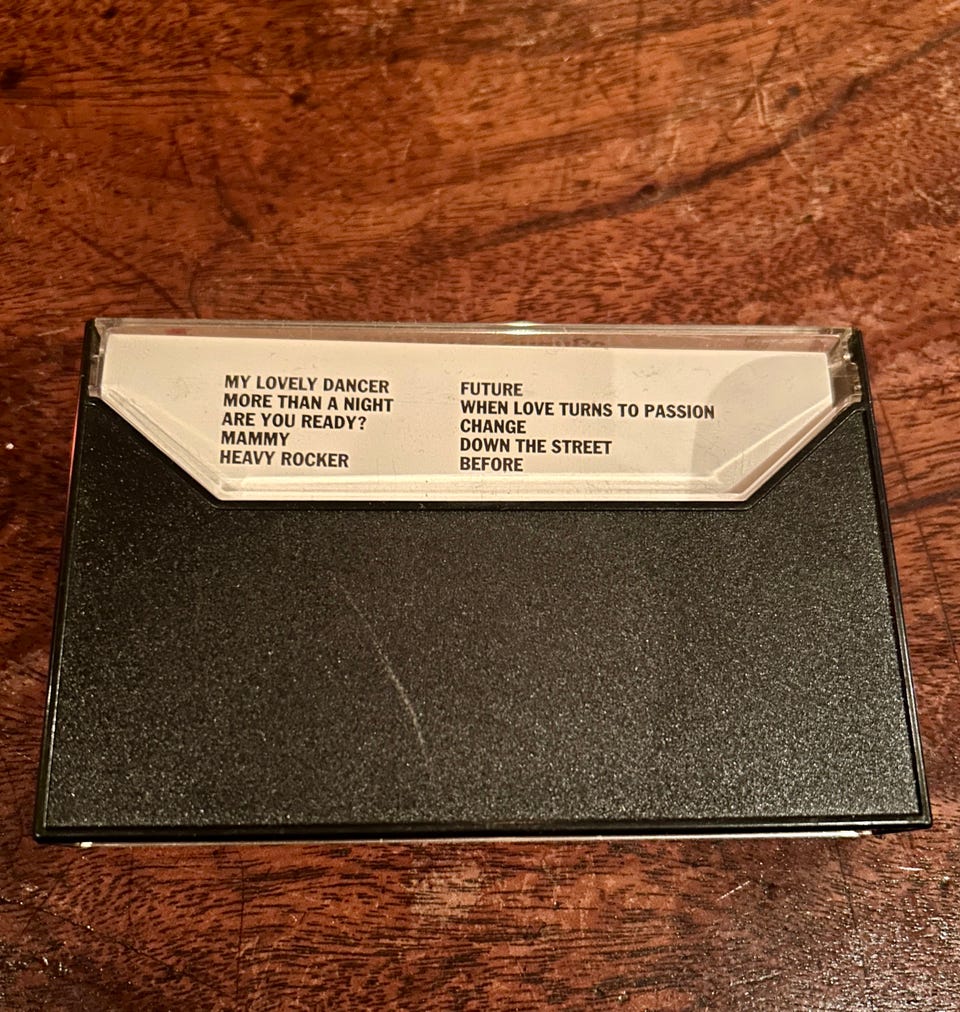 MY LOVELY DANCER
MORE THAN A NIGHT
ARE YOU READY?
MAMMY
HEAVY ROCKER
FUTURE
WHEN LOVE TURNS TO PASSION
CHANGE
DOWN THE STREET
BEFORE